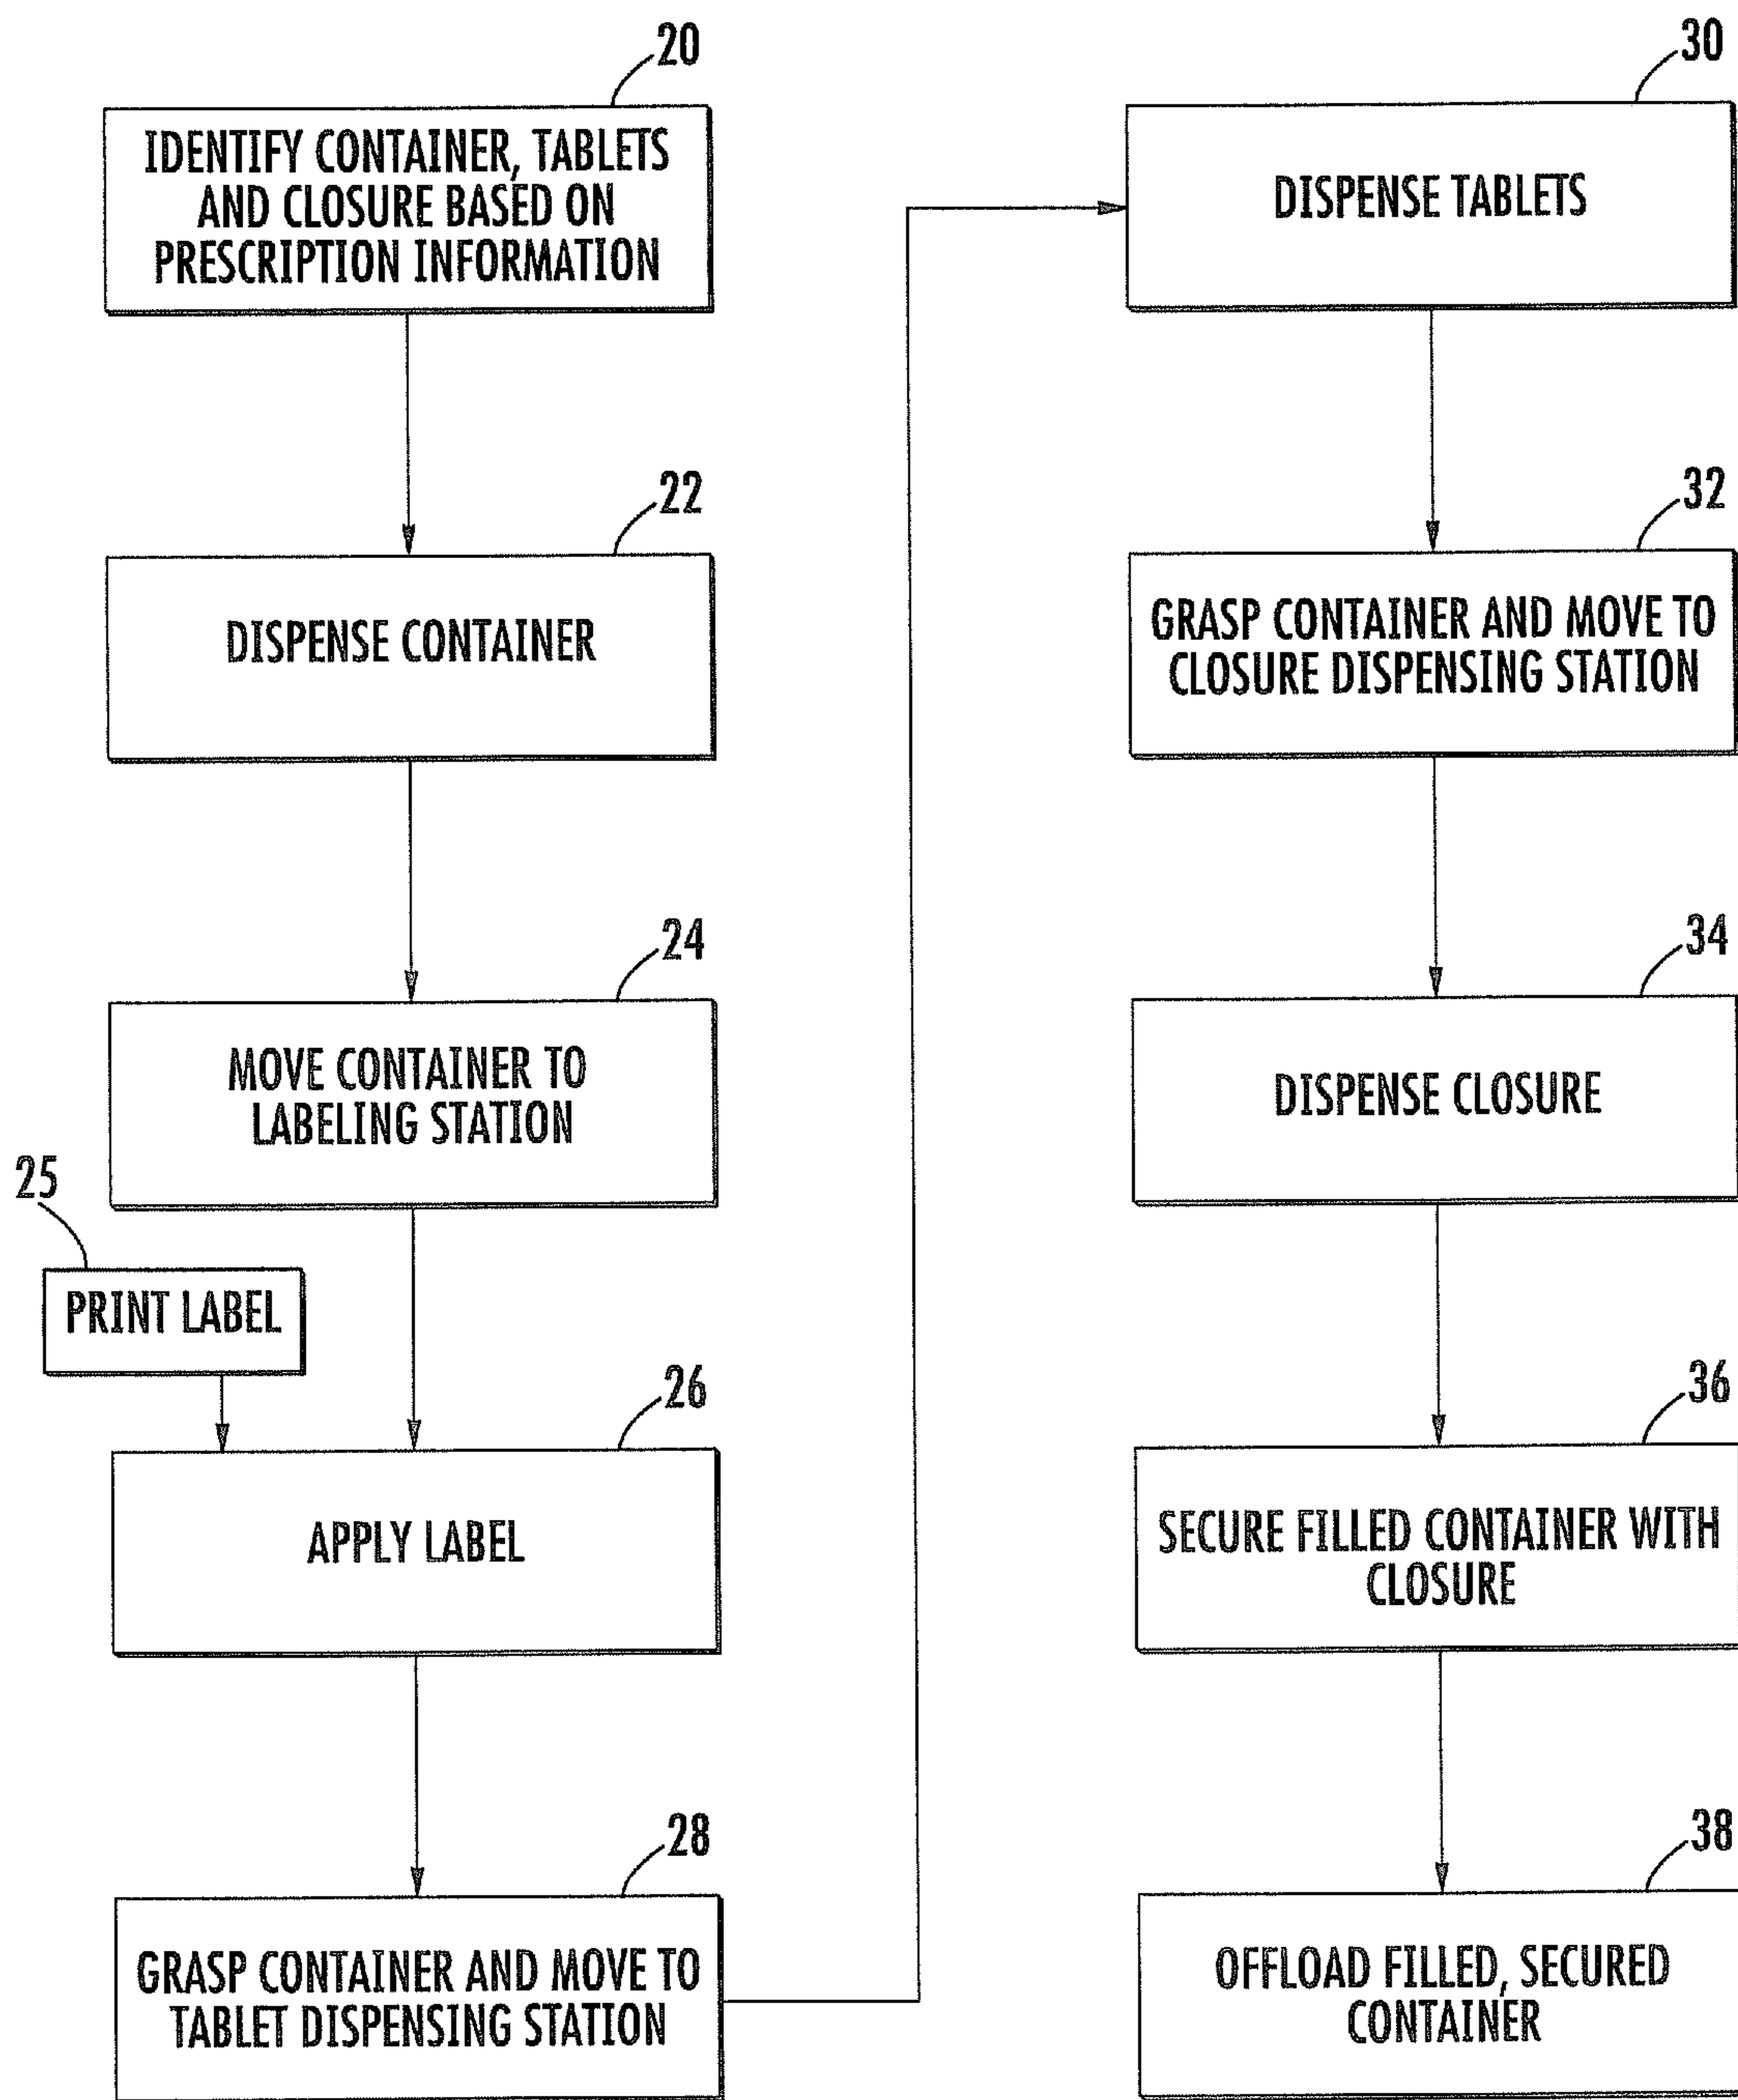 20
IDENTIFY CONTAINER, TABLETS
AND CLOSURE BASED ON
PRESCRIPTION INFORMATION
22
DISPENSE CONTAINER
24
MOVE CONTAINER TO
LABELING STATION
25
PRINT LABEL
26
APPLY LABEL
28
GRASP CONTAINER AND MOVE TO
TABLET DISPENSING STATION
30
DISPENSE TABLETS
32
GRASP CONTAINER AND MOVE TO
CLOSURE DISPENSING STATION
34
DISPENSE CLOSURE
36
SECURE FILLED CONTAINER WITH
CLOSURE
38
OFFLOAD FILLED, SECURED
CONTAINER